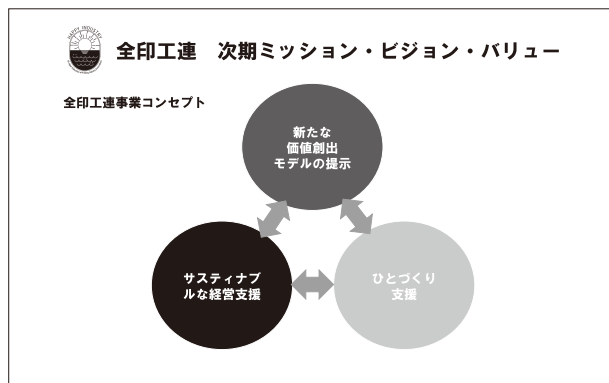 HAPPY INDUSTRY
全印工連 次期ミッション・ビジョン・バリュー
全印工連事業コンセプト
新たな
価値創出
モデルの提示
サスティナブ
ルな経営支援
ひとづくり
支援